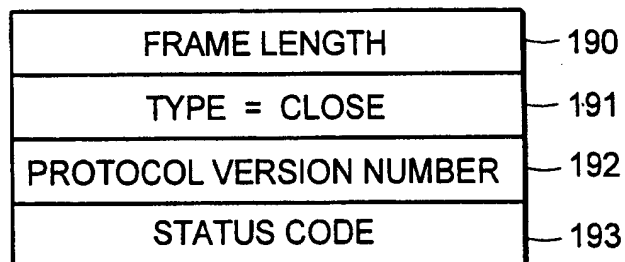 FRAME LENGTH 190
TYPE = CLOSE 191
PROTOCOL VERSION NUMBER 192
STATUS CODE 193